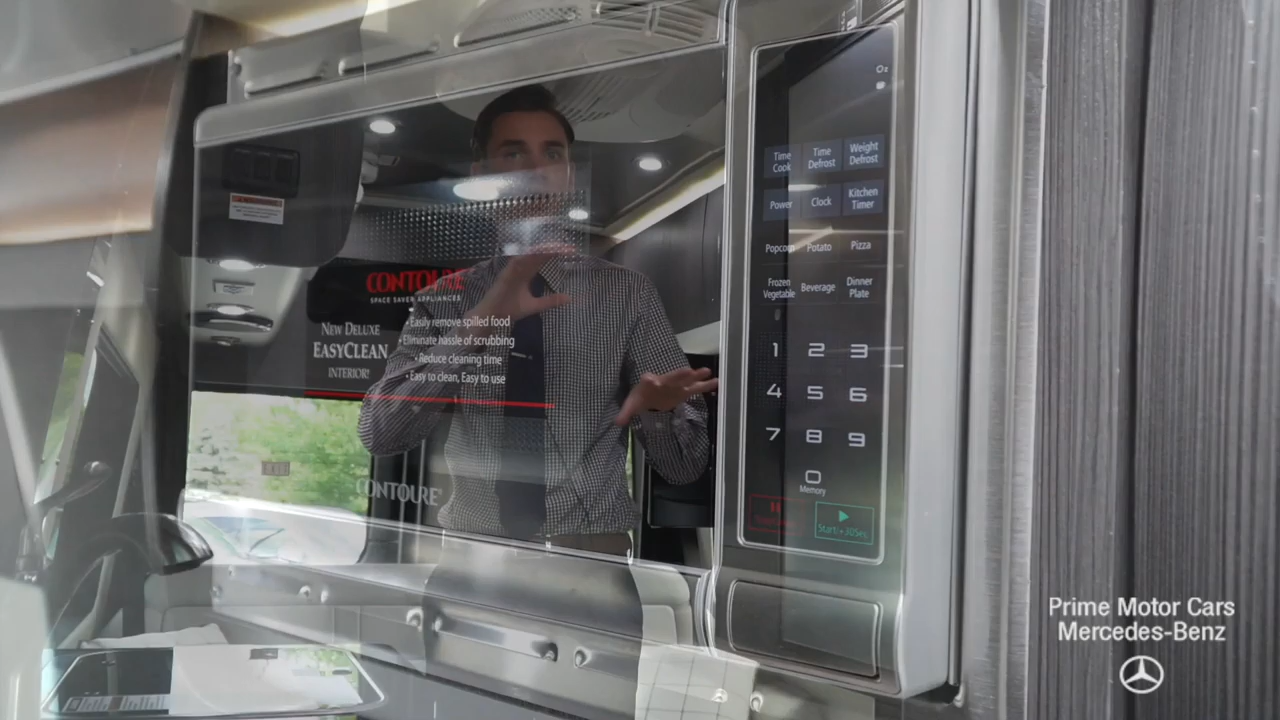 Time Cook
Time Defrost
Weight Defrost
Power
Clock
Kitchen Timer
Popcorn
Potato
Pizza
Frozen Vegetable
Beverage
Dinner Plate
1 2 3
4 5 6
7 8 9
0
Memory
Start/+30Sec.
CONTOURE
SPACE SAVER APPLIANCES
NEW DELUXE
EASYCLEAN
INTERIOR!
• Easily remove spilled food
• Eliminate hassle of scrubbing
• Reduce cleaning time
• Easy to clean, Easy to use
EXIT
CONTOURE
Prime Motor Cars
Mercedes-Benz